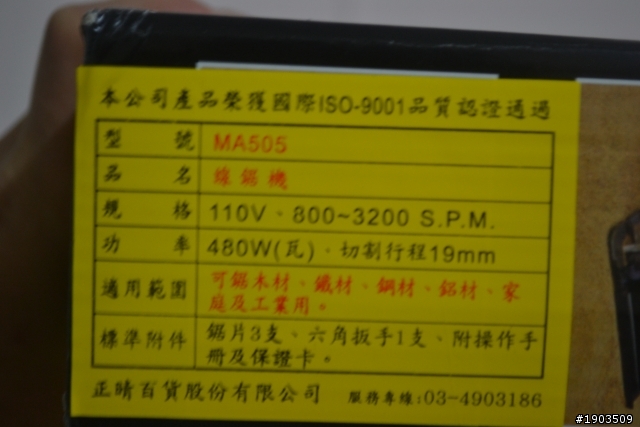 本公司產品榮獲國際ISO-9001品質認證通過
型 號 MA505
品 名 線鋸機
規 格 110V、800~3200 S.P.M.
功 率 480W(瓦)、切割行程19mm
適用範圍 可鋸木材、鐵材、鋼材、鋁材、家
庭及工業用。
標準附件 鋸片3支、六角扳手1支、附操作手
冊及保證卡。
正晴百貨股份有限公司 服務專線:03-4903186
#1903509